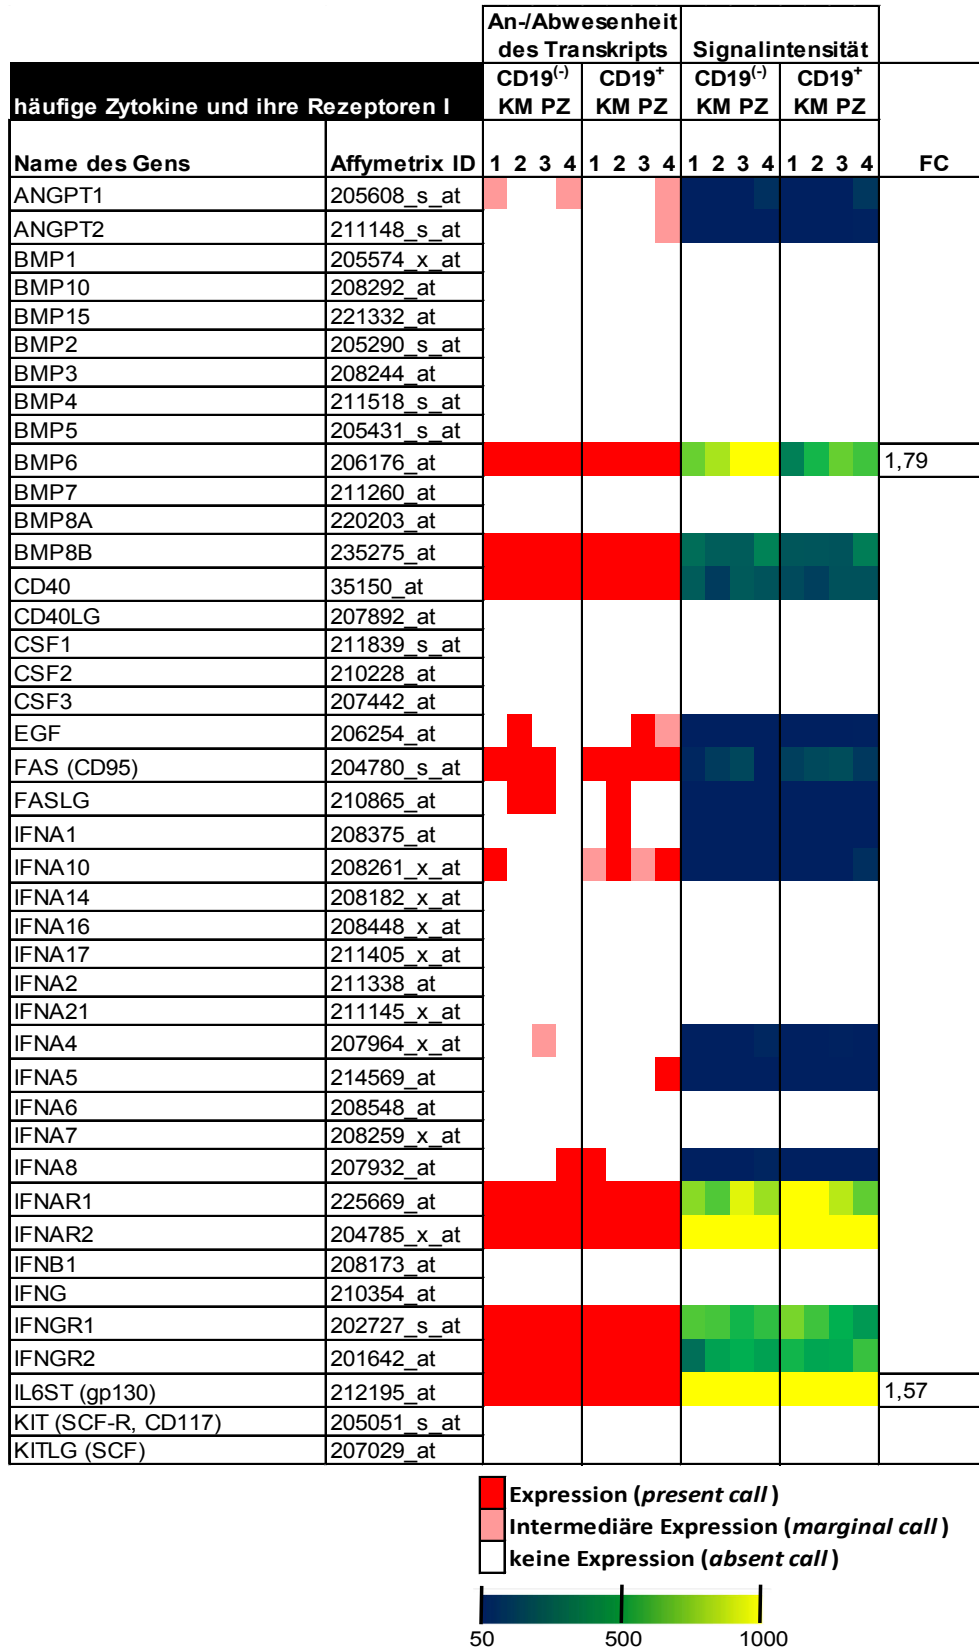 An-/Abwesenheit
des Transkripts Signalintensität
CD19(-) CD19+ CD19(-) CD19+
häufige Zytokine und ihre Rezeptoren I KM PZ KM PZ KM PZ KM PZ
Name des Gens Affymetrix ID 1 2 3 4 1 2 3 4 1 2 3 4 1 2 3 4 FC
ANGPT1 205608_s_at
ANGPT2 211148_s_at
BMP1 205574_x_at
BMP10 208292_at
BMP15 221332_at
BMP2 205290_s_at
BMP3 208244_at
BMP4 211518_s_at
BMP5 205431_s_at
BMP6 206176_at 1,79
BMP7 211260_at
BMP8A 220203_at
BMP8B 235275_at
CD40 35150_at
CD40LG 207892_at
CSF1 211839_s_at
CSF2 210228_at
CSF3 207442_at
EGF 206254_at
FAS (CD95) 204780_s_at
FASLG 210865_at
IFNA1 208375_at
IFNA10 208261_x_at
IFNA14 208182_x_at
IFNA16 208448_x_at
IFNA17 211405_x_at
IFNA2 211338_at
IFNA21 211145_x_at
IFNA4 207964_x_at
IFNA5 214569_at
IFNA6 208548_at
IFNA7 208259_x_at
IFNA8 207932_at
IFNAR1 225669_at
IFNAR2 204785_x_at
IFNB1 208173_at
IFNG 210354_at
IFNGR1 202727_s_at
IFNGR2 201642_at
IL6ST (gp130) 212195_at 1,57
KIT (SCF-R, CD117) 205051_s_at
KITLG (SCF) 207029_at
Expression (present call)
Intermediäre Expression (marginal call)
keine Expression (absent call)
50 500 1000